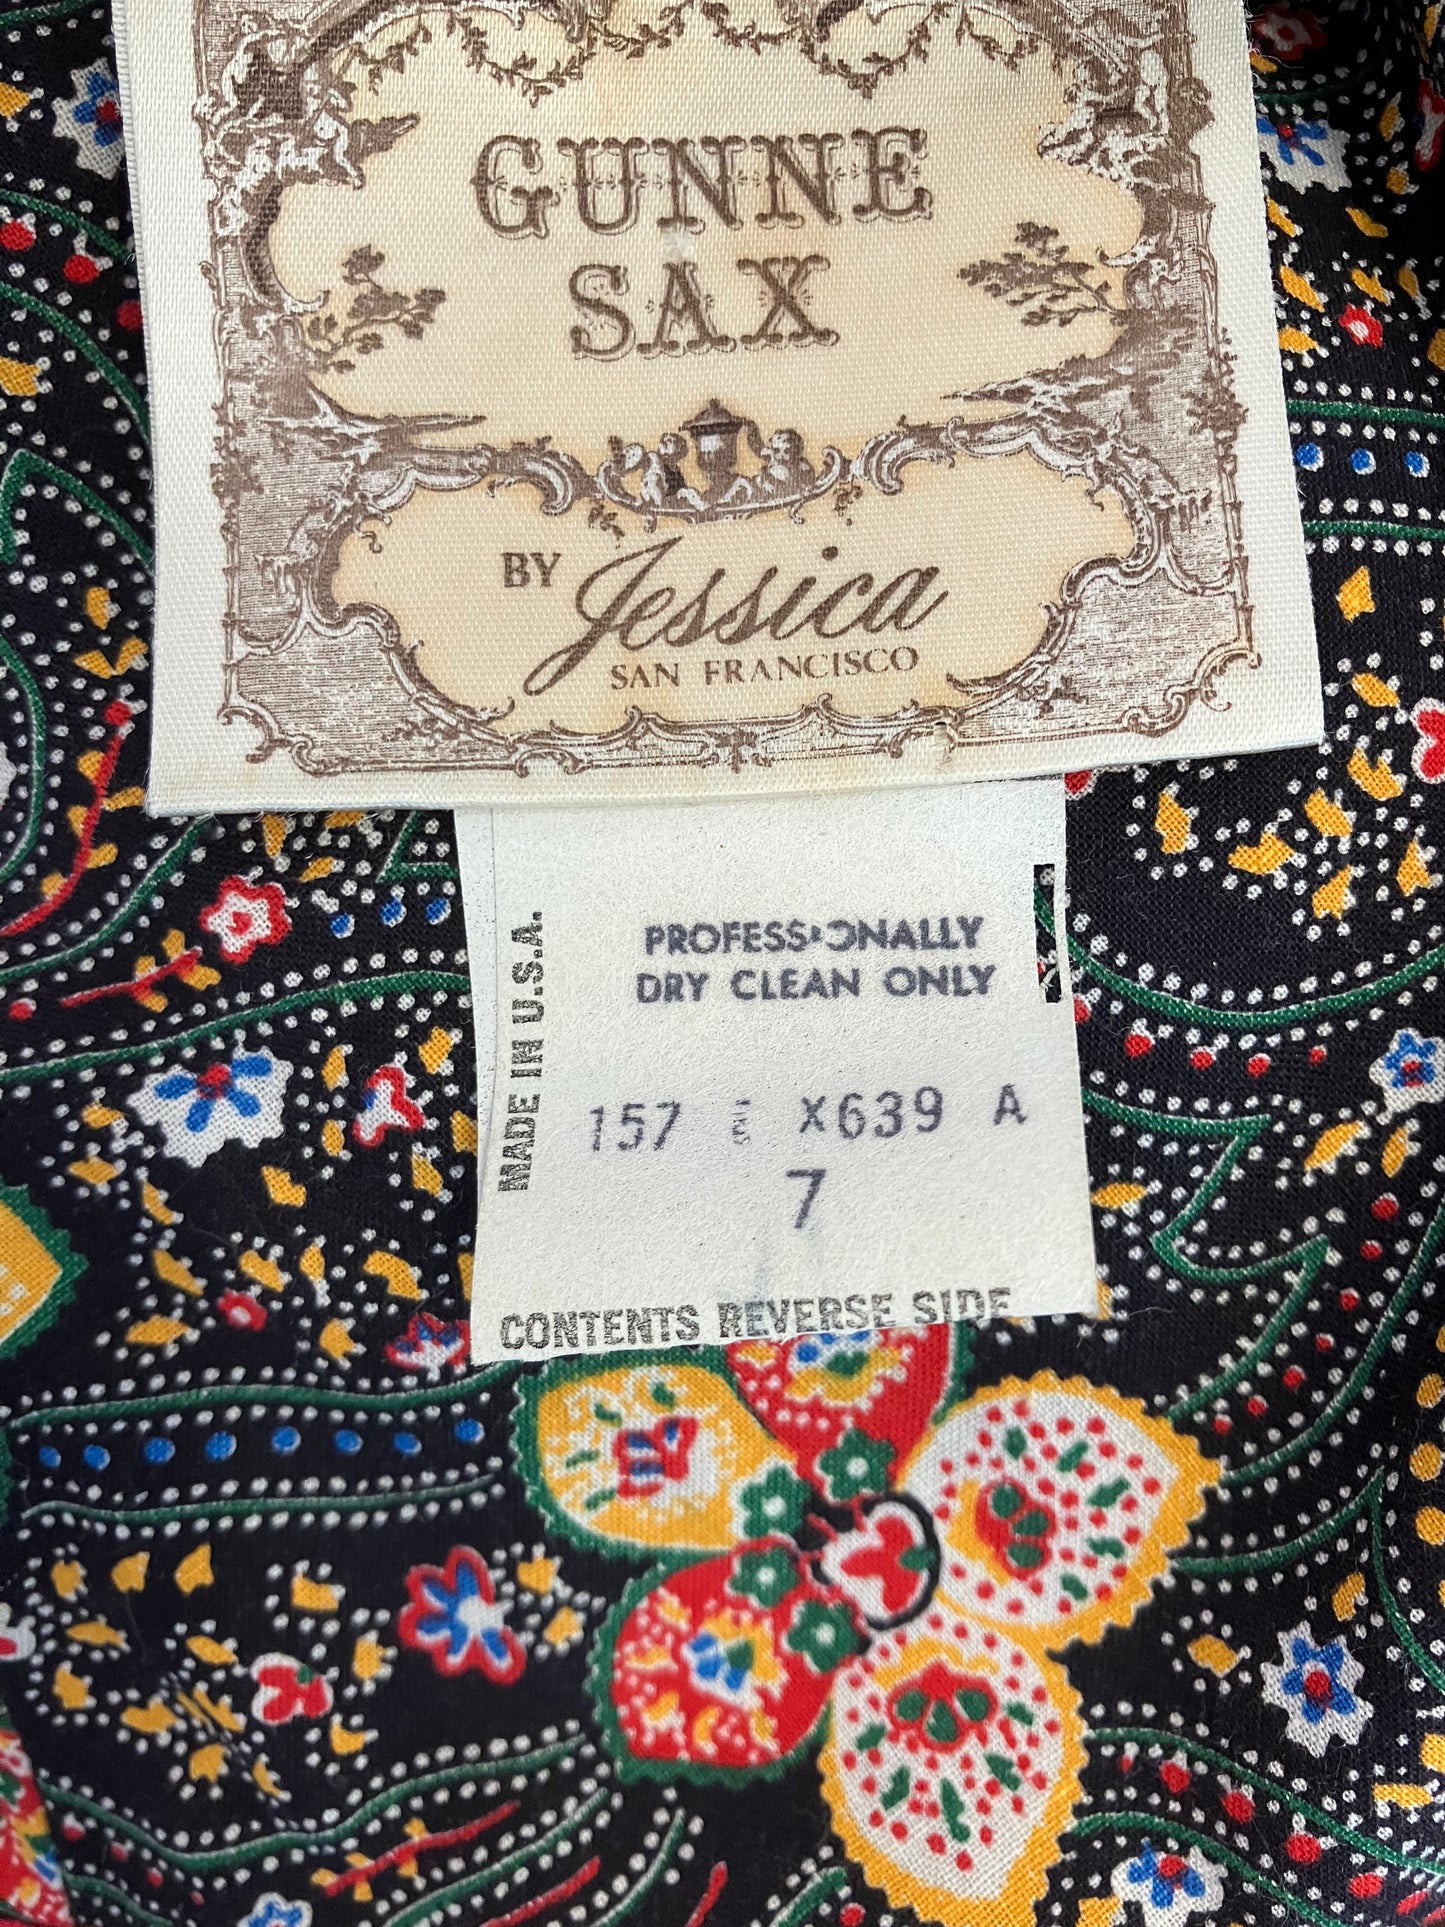 GUNNE
SAX
BY Jessica
SAN FRANCISCO
MADE IN U.S.A.
PROFESSIONALLY
DRY CLEAN ONLY
157 X639 A
7
CONTENTS REVERSE SIDE